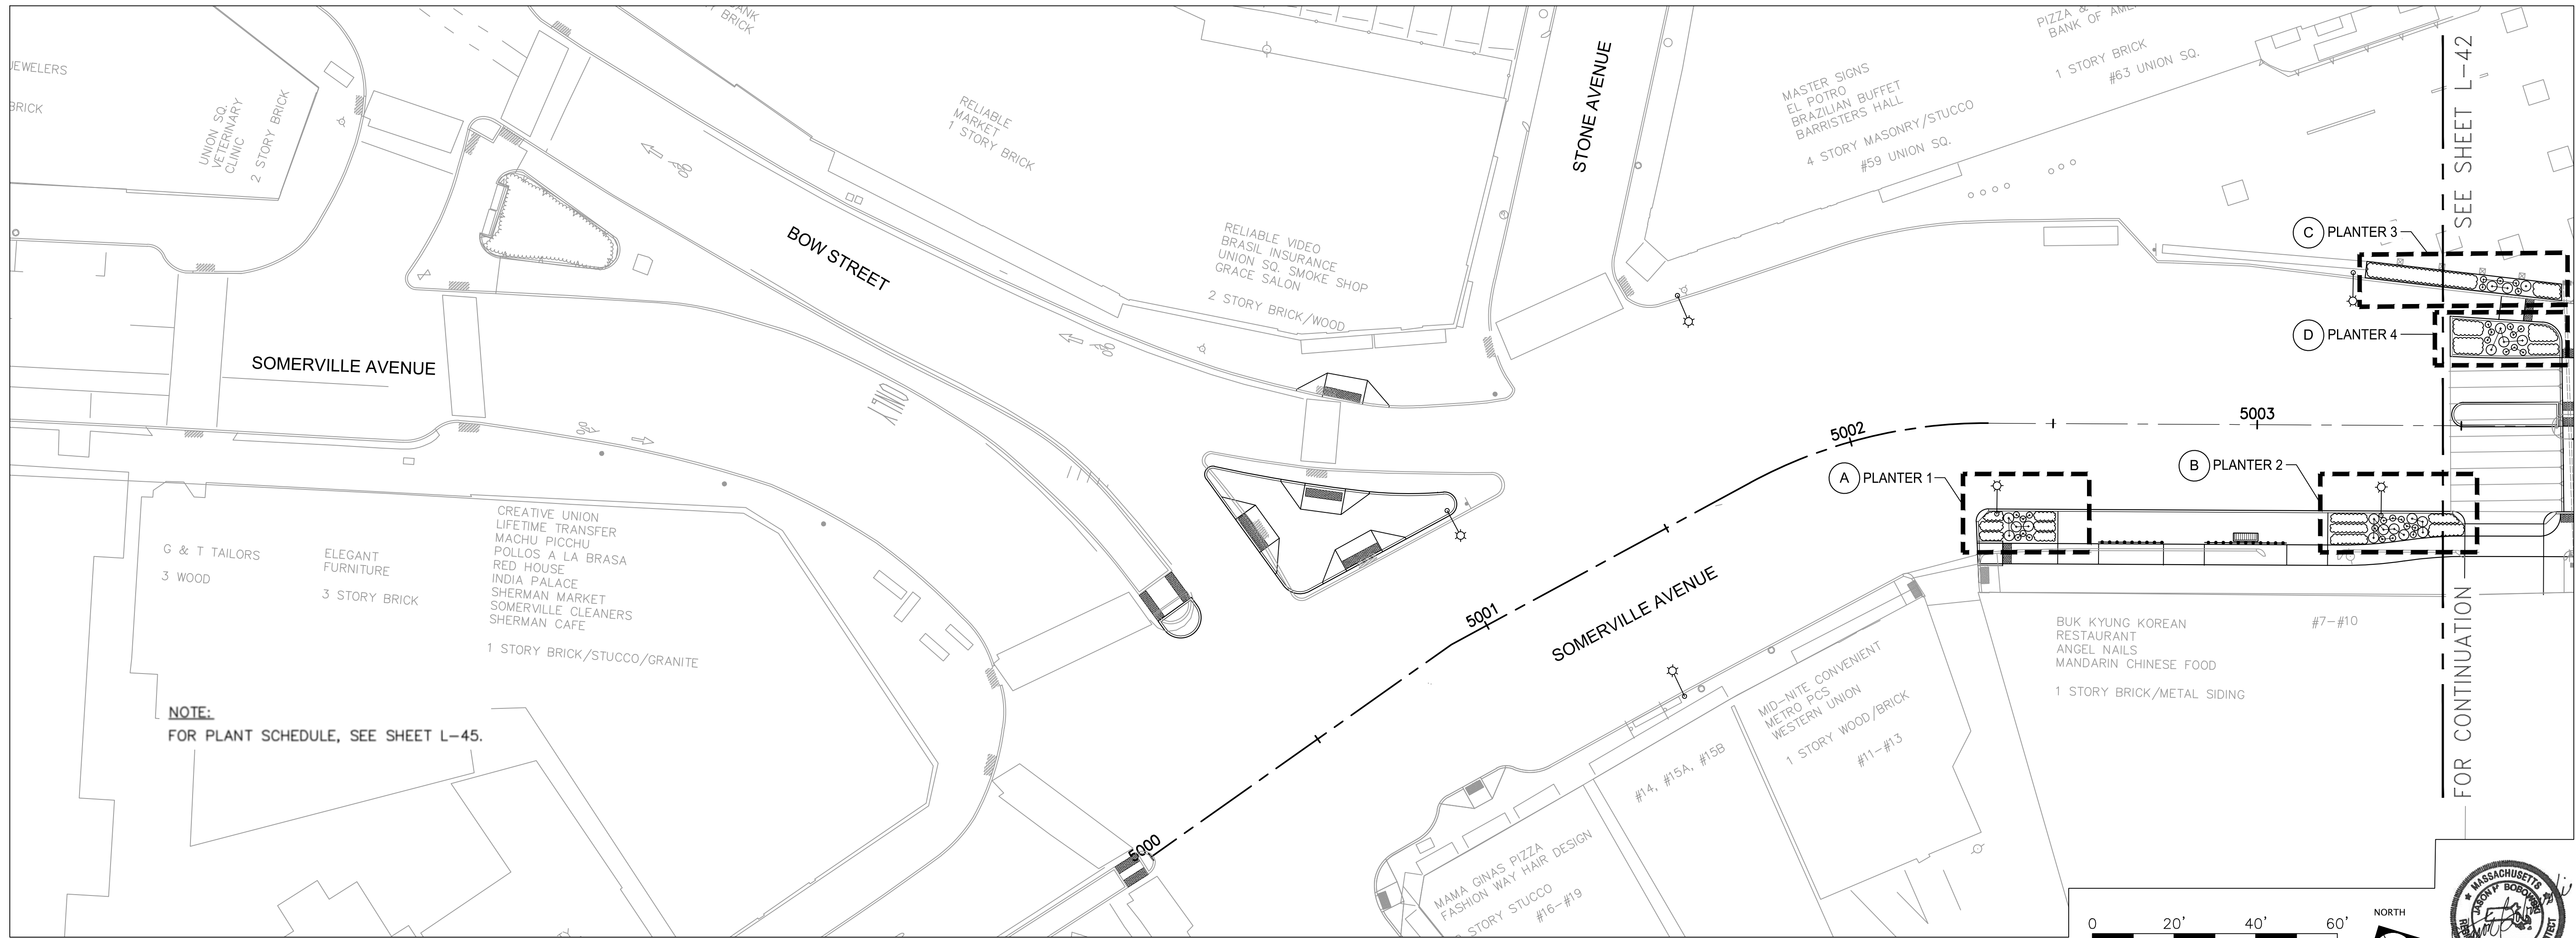 JEWELERS
BRICK
UNION SQ.
VETERINARY
CLINIC
2 STORY BRICK
BANK
BRICK
RELIABLE
MARKET
1 STORY BRICK
BOW STREET
RELIABLE VIDEO
BRASIL INSURANCE
UNION SQ. SMOKE SHOP
GRACE SALON
2 STORY BRICK/WOOD
STONE AVENUE
MASTER SIGNS
EL POTRO
BRAZILIAN BUFFET
BARRISTERS HALL
4 STORY MASONRY/STUCCO
#59 UNION SQ.
PIZZA &
BANK OF AME
1 STORY BRICK
#63 UNION SQ.
SEE SHEET L-42
C PLANTER 3
D PLANTER 4
SOMERVILLE AVENUE
ONLY
5003
5002
A PLANTER 1
B PLANTER 2
G & T TAILORS
3 WOOD
ELEGANT
FURNITURE
3 STORY BRICK
CREATIVE UNION
LIFETIME TRANSFER
MACHU PICCHU
POLLOS A LA BRASA
RED HOUSE
INDIA PALACE
SHERMAN MARKET
SOMERVILLE CLEANERS
SHERMAN CAFE
1 STORY BRICK/STUCCO/GRANITE
5001
SOMERVILLE AVENUE
5000
BUK KYUNG KOREAN
RESTAURANT
ANGEL NAILS
MANDARIN CHINESE FOOD
1 STORY BRICK/METAL SIDING
#7-#10
FOR CONTINUATION
MID-NITE CONVENIENT
METRO PCS
WESTERN UNION
1 STORY WOOD/BRICK
#11-#13
#14, #15A, #15B
MAMA GINAS PIZZA
FASHION WAY HAIR DESIGN
STORY STUCCO
#16-#19
NOTE:
FOR PLANT SCHEDULE, SEE SHEET L-45.
0 20' 40' 60'
NORTH
MASSACHUSETTS
JASON